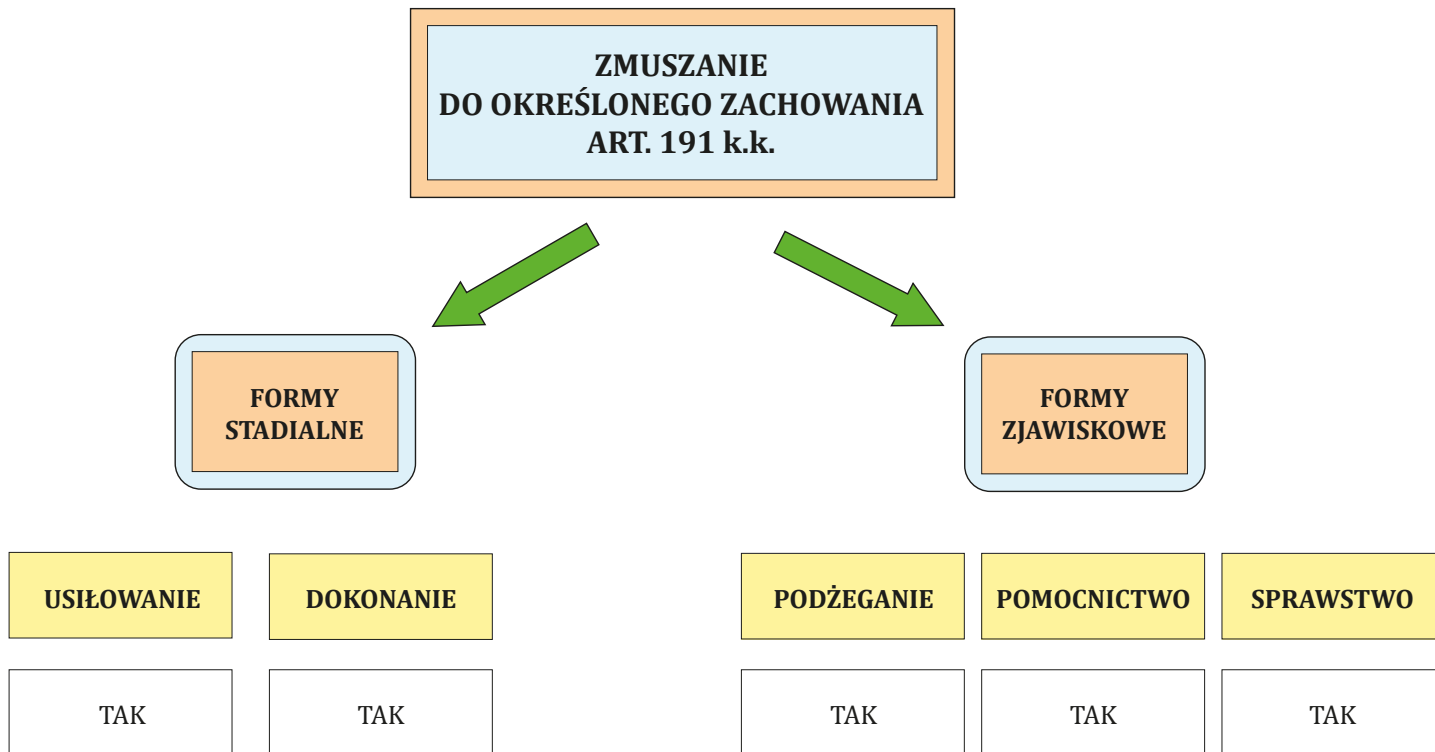 ZMUSZANIE
DO OKREŚLONEGO ZACHOWANIA
ART. 191 k.k.
FORMY
STADIALNE
FORMY
ZJAWISKOWE
USIŁOWANIE
DOKONANIE
PODŻEGANIE
POMOCNICTWO
SPRAWSTWO
TAK
TAK
TAK
TAK
TAK